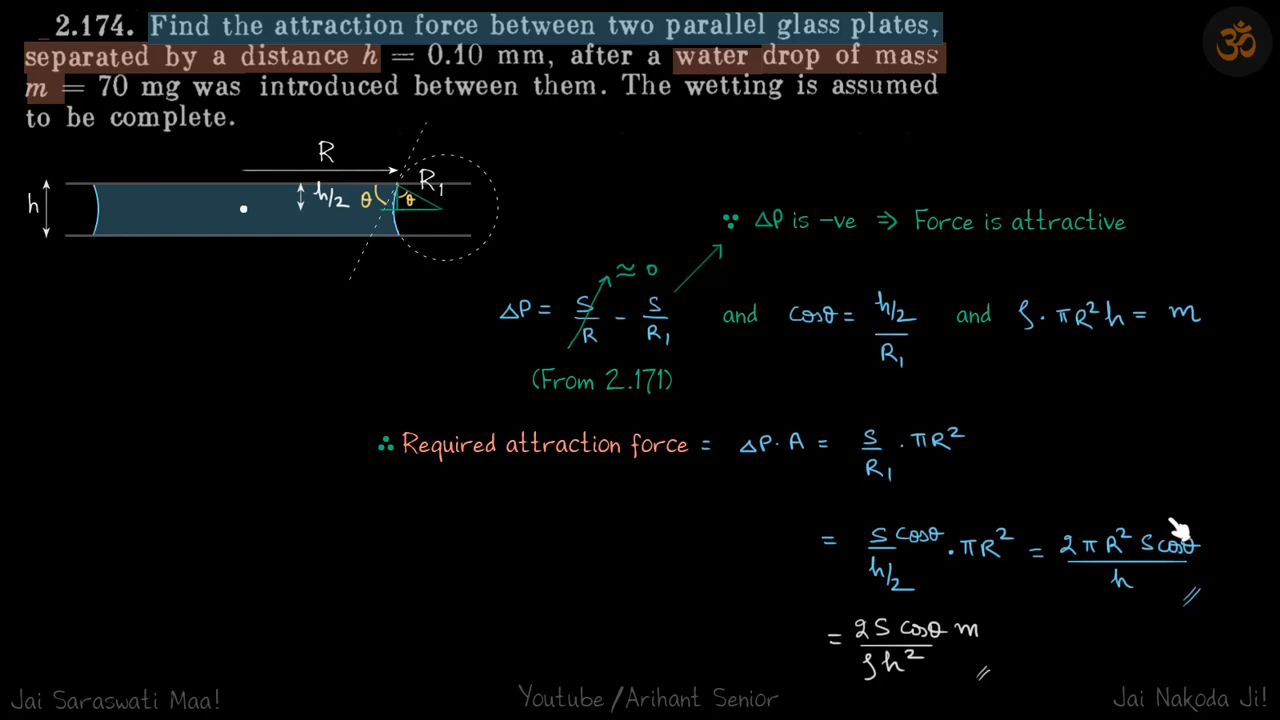 2.174. Find the attraction force between two parallel glass plates,
separated by a distance h = 0.10 mm, after a water drop of mass
m = 70 mg was introduced between them. The wetting is assumed
to be complete.
ॐ
R
h
h/2
θ
θ
R₁
∵ ΔP is -ve ⇒ Force is attractive
≈ 0
ΔP = S/R - S/R₁ and cosθ = (h/2)/R₁ and ρ · πR²h = m
(From 2.171)
∴ Required attraction force = ΔP · A = S/R₁ · πR²
= S cosθ/(h/2) · πR² = 2πR² S cosθ/h //
= 2S cosθ m/ρh² //
Jai Saraswati Maa! Youtube /Arihant Senior Jai Nakoda Ji!